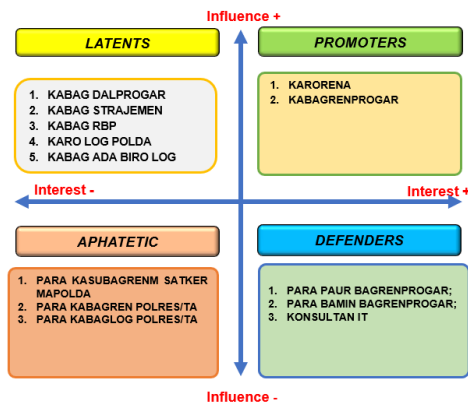 Influence +
LATENTS
PROMOTERS
1. KABAG DALPROGAR
2. KABAG STRAJEMEN
3. KABAG RBP
4. KARO LOG POLDA
5. KABAG ADA BIRO LOG
1. KARORENA
2. KABAGRENPROGAR
Interest -
Interest +
APHATETIC
DEFENDERS
1. PARA KASUBAGRENM SATKER
MAPOLDA
2. PARA KABAGREN POLRES/TA
3. PARA KABAGLOG POLRES/TA
1. PARA PAUR BAGRENPROGAR;
2. PARA BAMIN BAGRENPROGAR;
3. KONSULTAN IT
Influence -